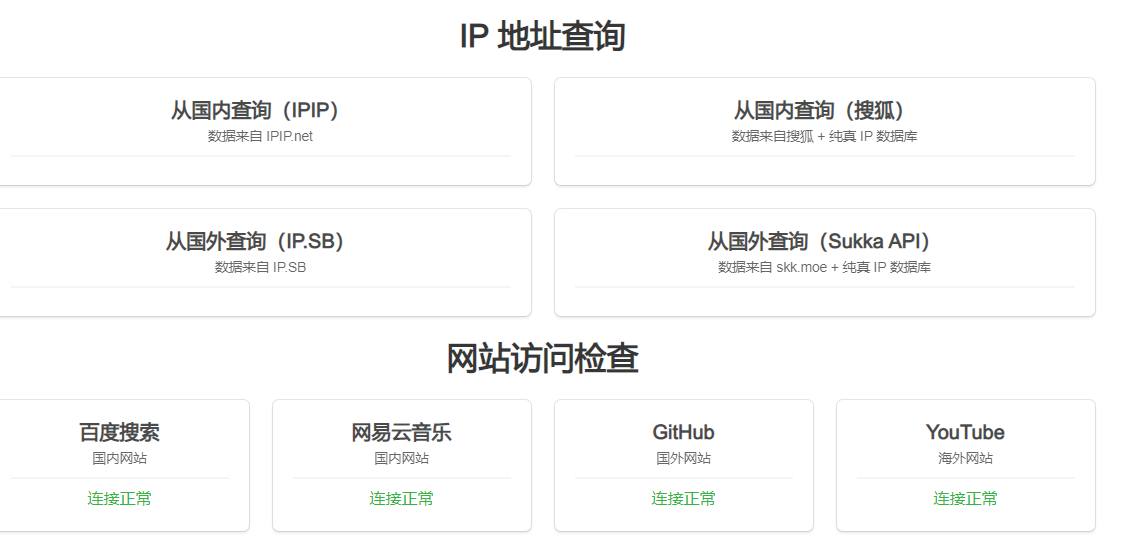 IP 地址查询
从国内查询（IPIP）
数据来自 IPIP.net
从国内查询（搜狐）
数据来自搜狐 + 纯真 IP 数据库
从国外查询（IP.SB）
数据来自 IP.SB
从国外查询（Sukka API）
数据来自 skk.moe + 纯真 IP 数据库
网站访问检查
百度搜索
国内网站
连接正常
网易云音乐
国内网站
连接正常
GitHub
国外网站
连接正常
YouTube
海外网站
连接正常